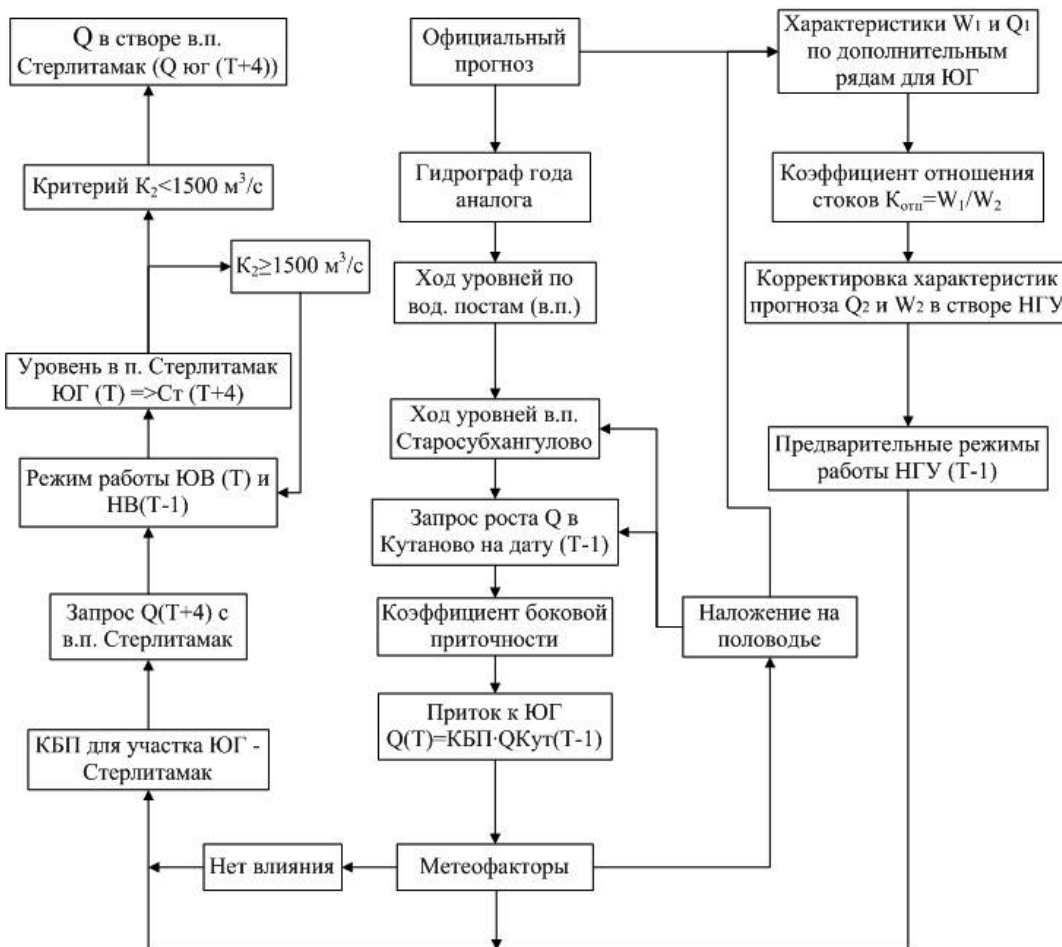 Q в створе в.п.
Стерлитамак (Q юг (Т+4))
Критерий К₂<1500 м³/с
К₂≥1500 м³/с
Уровень в п. Стерлитамак
ЮГ (Т) =>Ст (Т+4)
Режим работы ЮВ (Т) и
НВ(Т-1)
Запрос Q(Т+4) с
в.п. Стерлитамак
КБП для участка ЮГ -
Стерлитамак
Нет влияния
Официальный
прогноз
Гидрограф года
аналога
Ход уровней по
вод. постам (в.п.)
Ход уровней в.п.
Старосубхангулово
Запрос роста Q в
Кутаново на дату (Т-1)
Коэффициент боковой
приточности
Приток к ЮГ
Q(Т)=КБП·QКут(Т-1)
Метеофакторы
Характеристики W₁ и Q₁
по дополнительным
рядам для ЮГ
Коэффициент отношения
стоков Kотп=W₁/W₂
Корректировка характеристик
прогноза Q₂ и W₂ в створе НГУ
Предварительные режимы
работы НГУ (Т-1)
Наложение на
половодье